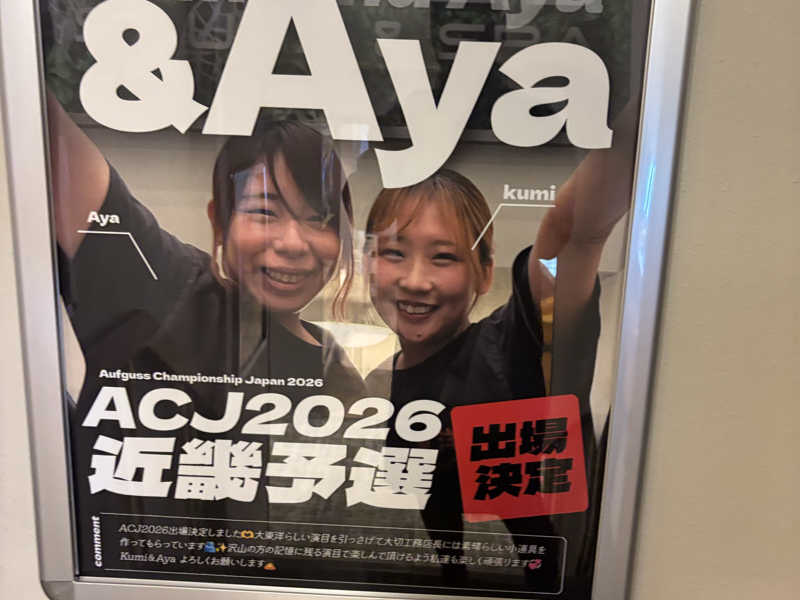 & Aya
Aya
kumi
Aufguss Championship Japan 2026
ACJ2026
近畿予選
出場
決定
comment
ACJ2026出場決定しました🫶大東洋らしい演目を引っさげて大切工務店長には素晴らしい小道具を
作ってもらっています🫂✨沢山の方の記憶に残る演目で楽しんで頂けるよう私達も楽しく頑張ります💞
Kumi&Aya よろしくお願いします🙇